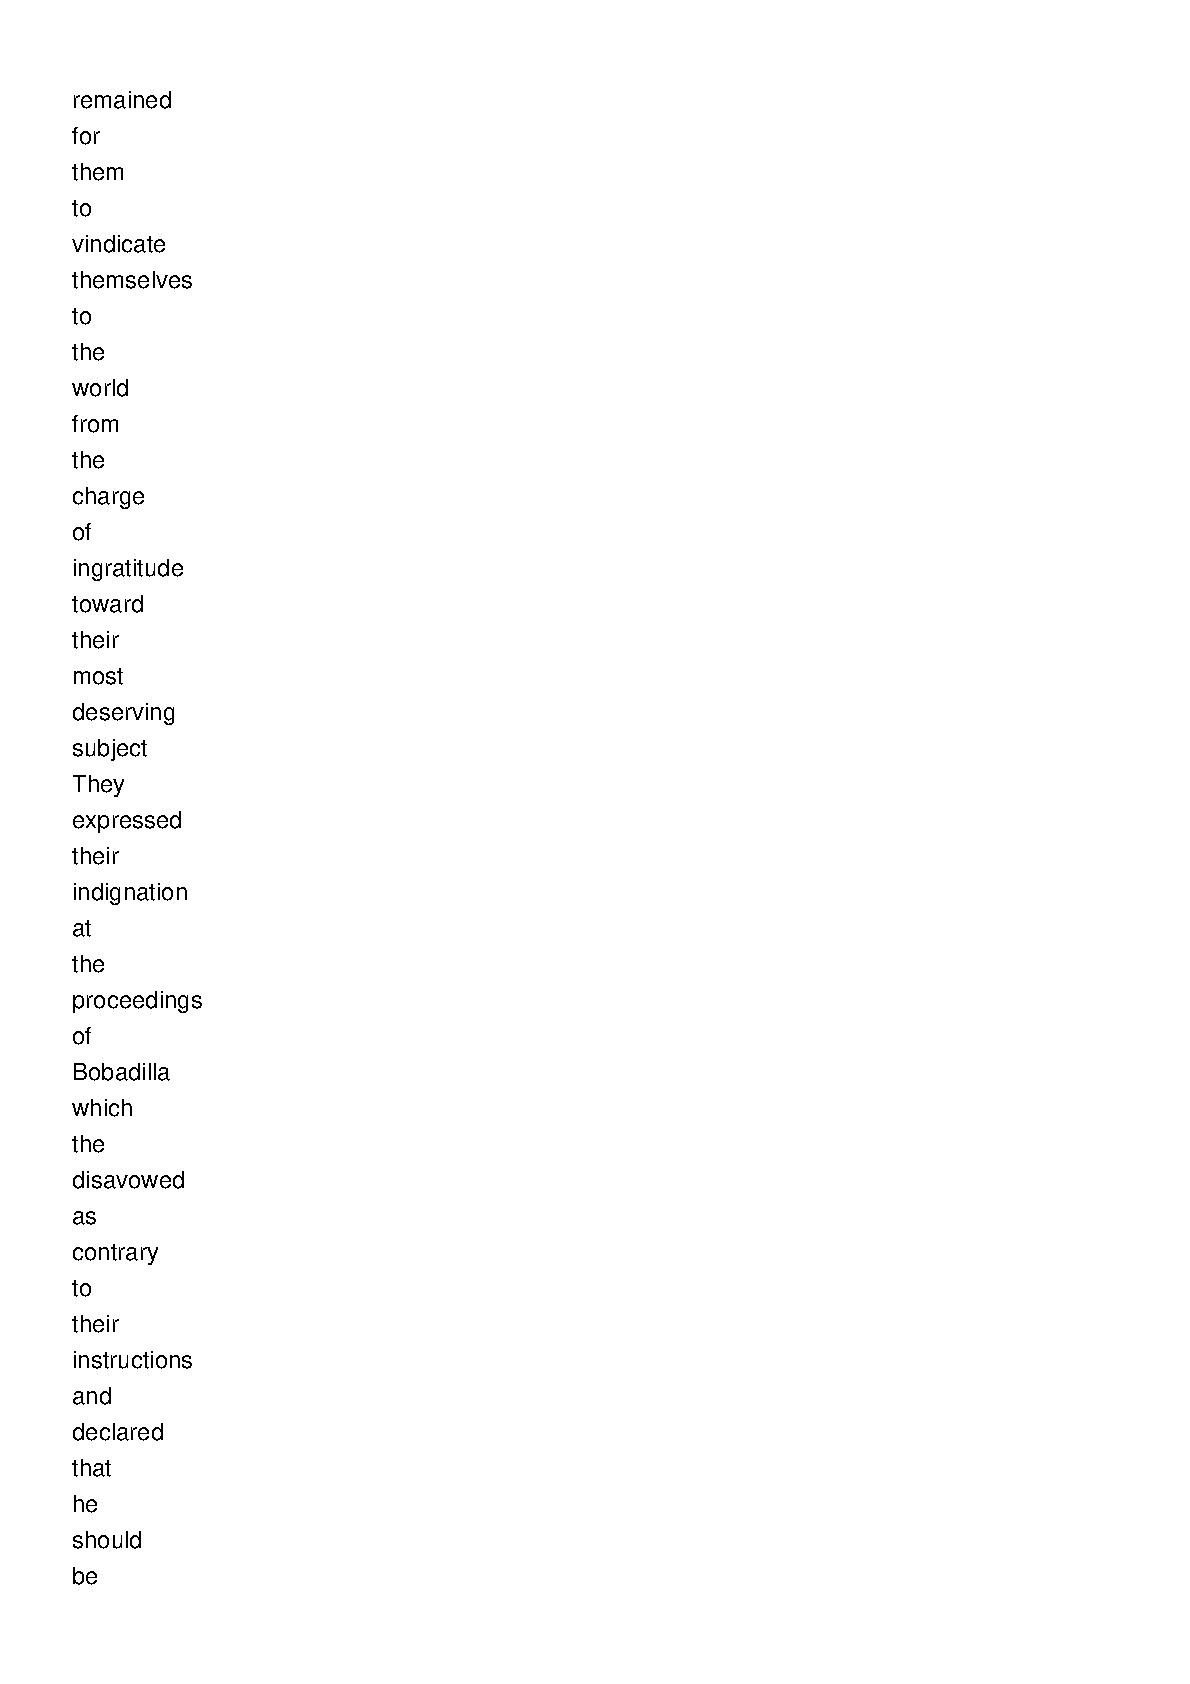 remained
for
them
to
vindicate
themselves
to
the
world
from
the
charge
of
ingratitude
toward
their
most
deserving
subject
They
expressed
their
indignation
at
the
proceedings
of
Bobadilla
which
the
disavowed
as
contrary
to
their
instructions
and
declared
that
he
should
be